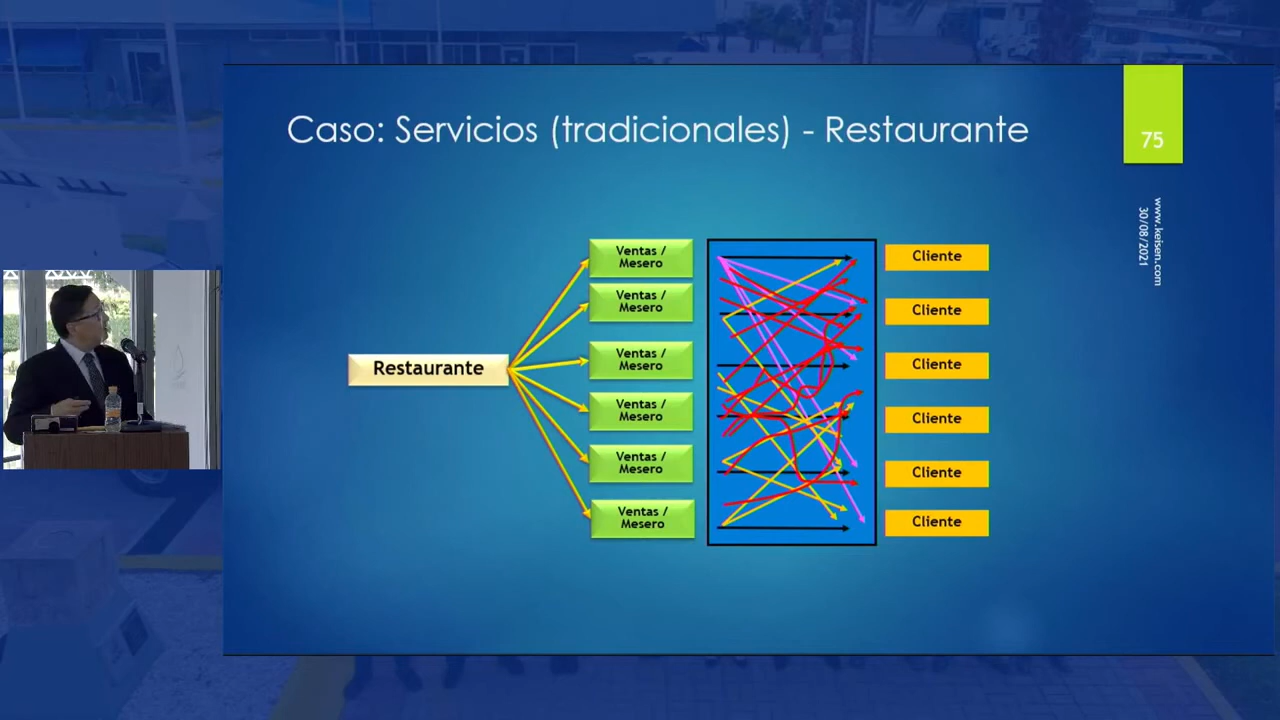 Caso: Servicios (tradicionales) - Restaurante
75
www.keisen.com
30/08/2021
Restaurante
Ventas /
Mesero
Ventas /
Mesero
Ventas /
Mesero
Ventas /
Mesero
Ventas /
Mesero
Ventas /
Mesero
Cliente
Cliente
Cliente
Cliente
Cliente
Cliente